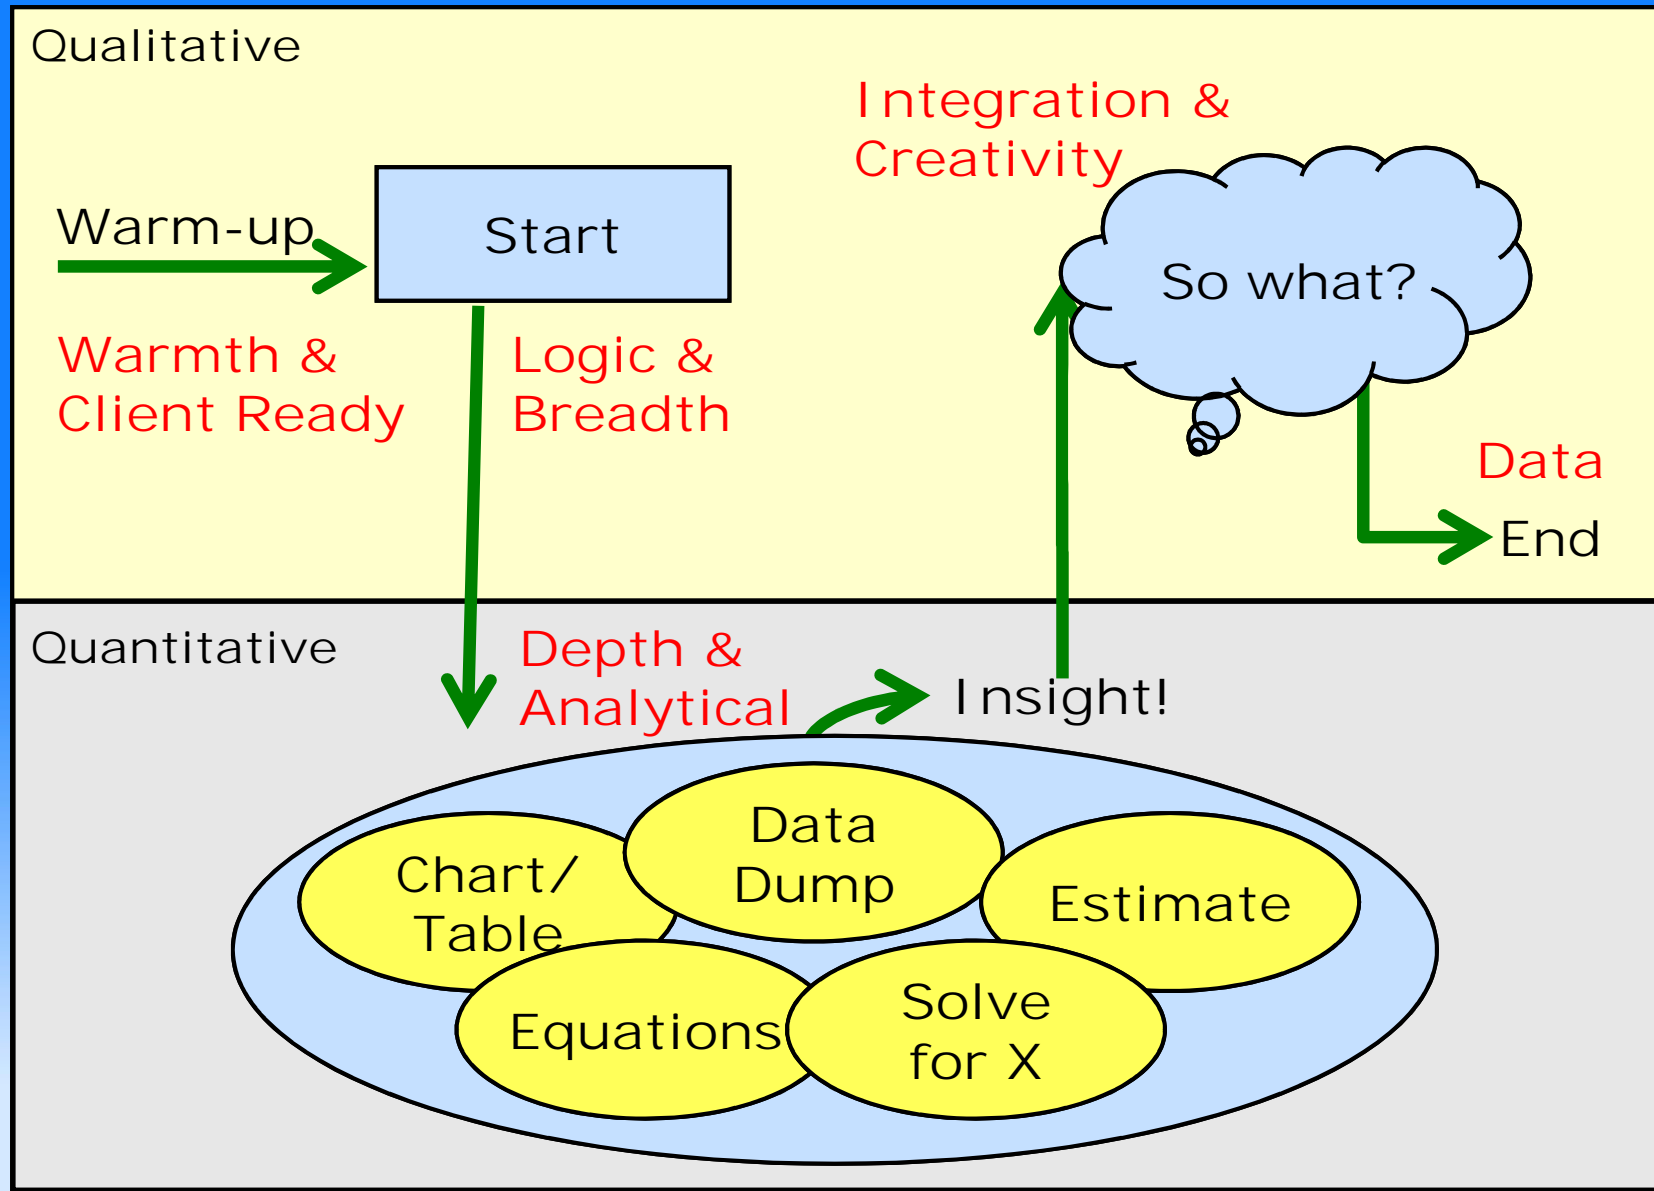 Qualitative
Integration &
Creativity
Warm-up
Start
So what?
Warmth &
Client Ready
Logic &
Breadth
Data
End
Quantitative
Depth &
Analytical
Insight!
Data
Dump
Chart/
Table
Estimate
Equations
Solve
for X